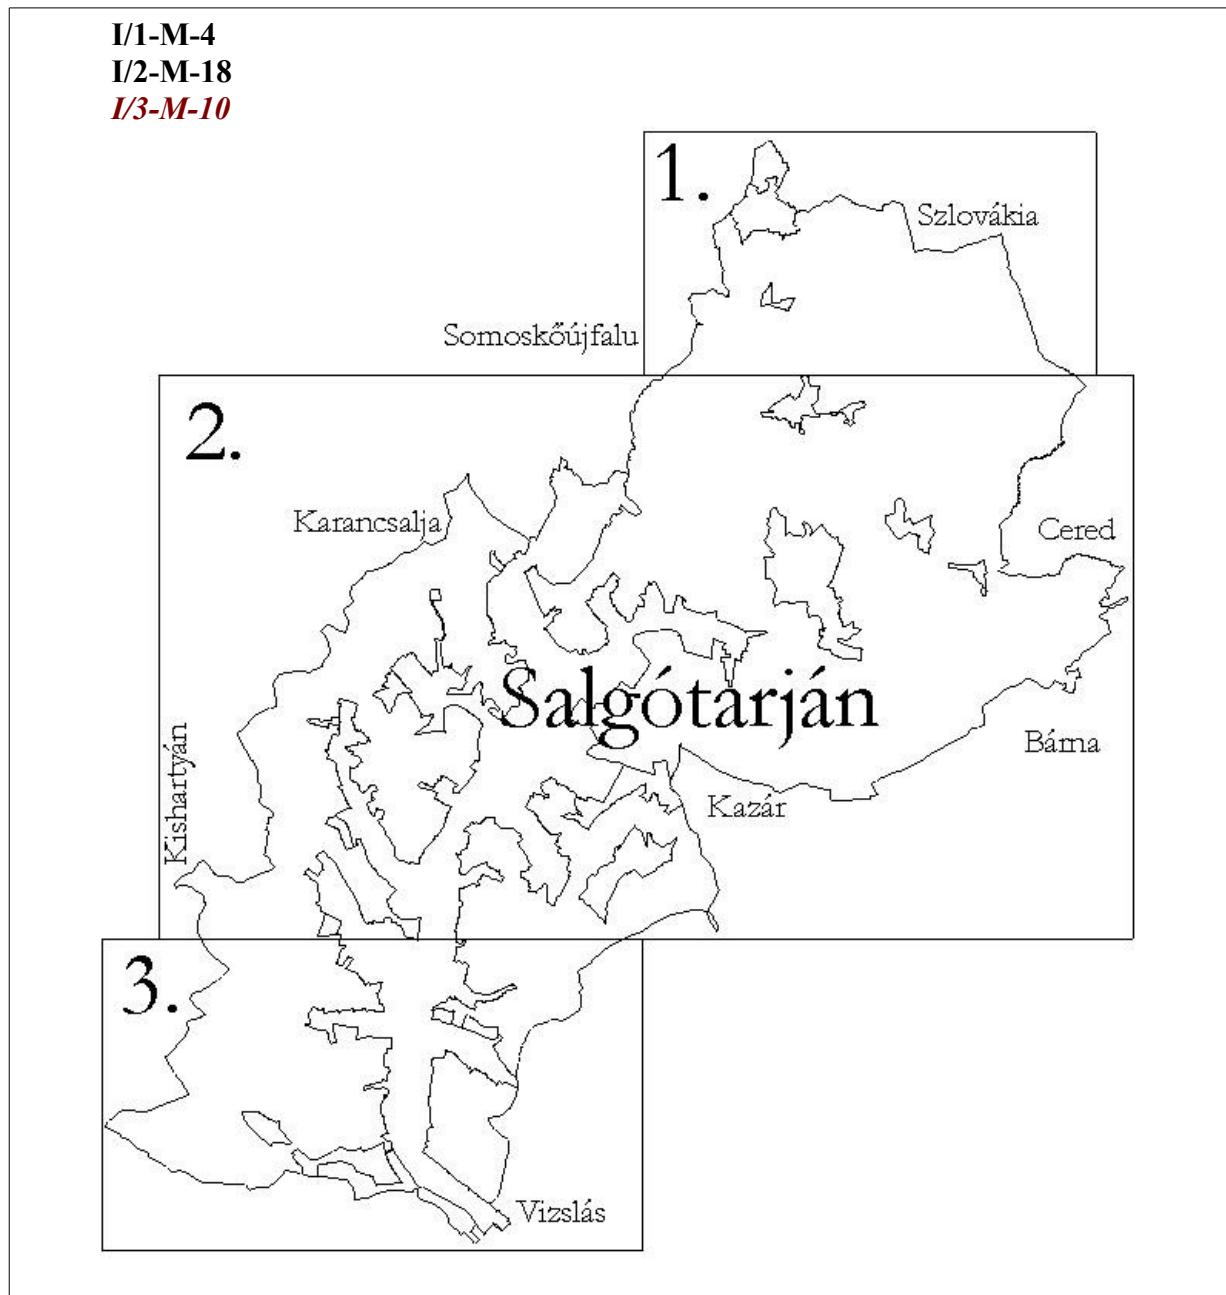 I/1-M-4
I/2-M-18
I/3-M-10
1.
Szlovákia
Somoskőújfalu
2.
Karancsalja
Cered
Salgótarján
Bárna
Kishartyán
Kazár
3.
Vizslás